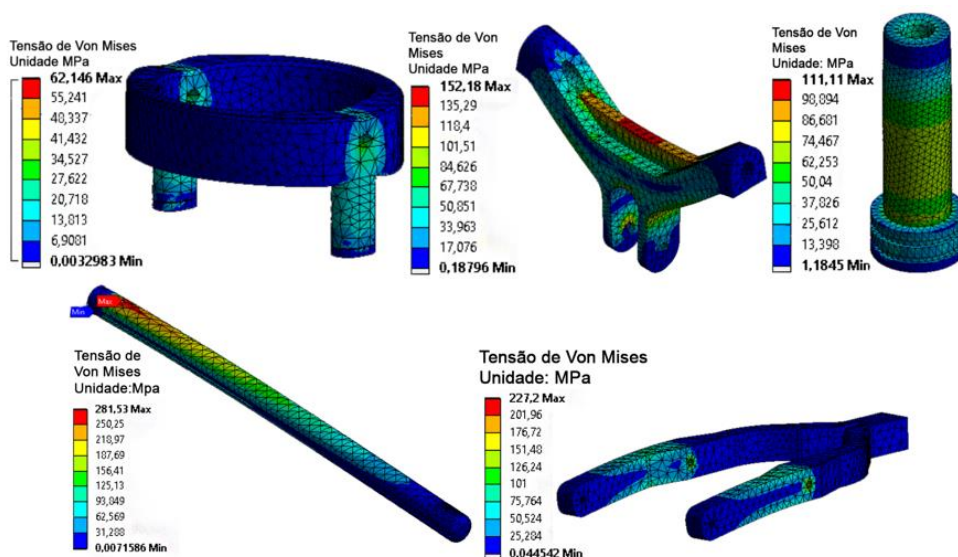 Tensão de Von Mises
Unidade MPa
62,146 Max
55,241
48,337
41,432
34,527
27,622
20,718
13,813
6,9081
0,0032983 Min
Tensão de Von
Mises
Unidade MPa
152,18 Max
135,29
118,4
101,51
84,626
67,738
50,851
33,963
17,076
0,18796 Min
Tensão de Von
Mises
Unidade: MPa
111,11 Max
98,894
86,681
74,467
62,253
50,04
37,826
25,612
13,398
1,1845 Min
Max
Min
Tensão de
Von Mises
Unidade:Mpa
281,53 Max
250,25
218,97
187,69
156,41
125,13
93,849
62,569
31,288
0,0071586 Min
Tensão de Von Mises
Unidade: MPa
227,2 Max
201,96
176,72
151,48
126,24
101
75,764
50,524
25,284
0,044542 Min